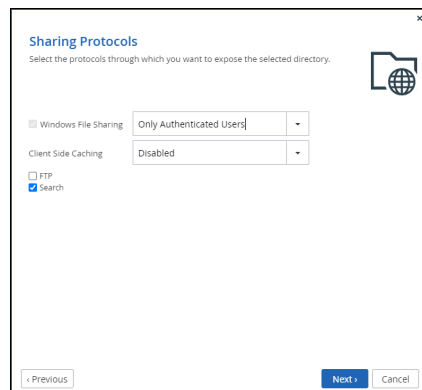 ×
Sharing Protocols
Select the protocols through which you want to expose the selected directory.
Windows File Sharing Only Authenticated Users
Client Side Caching Disabled
FTP
Search
‹ Previous Next › Cancel